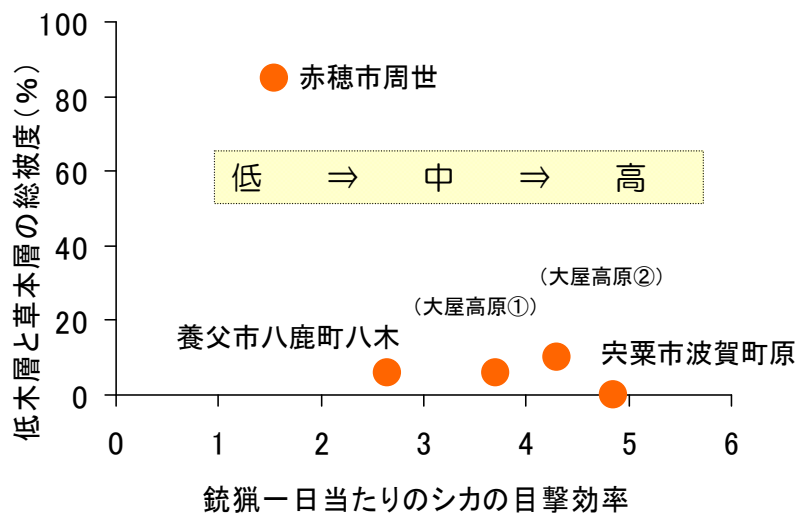 低木層と草本層の総被度（%）
100
80
60
40
20
0
赤穂市周世
低 ⇒ 中 ⇒ 高
（大屋高原②）
（大屋高原①）
養父市八鹿町八木
宍粟市波賀町原
0 1 2 3 4 5 6
銃猟一日当たりのシカの目撃効率